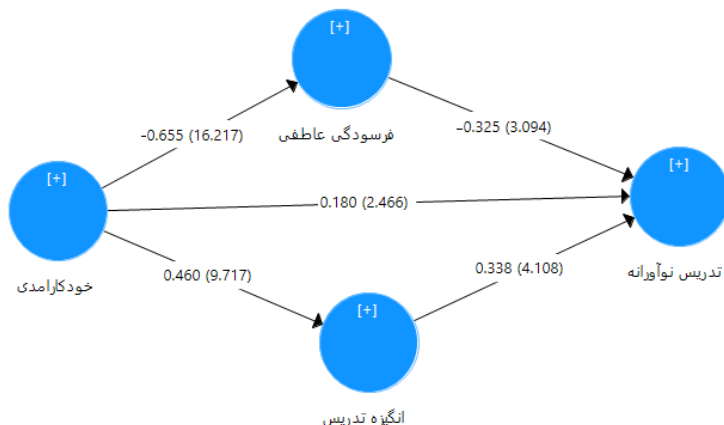 [+]
فرسودگی عاطفی
-0.655 (16.217)
-0.325 (3.094)
[+]
خودکارامدی
0.180 (2.466)
[+]
تدریس نوآورانه
0.460 (9.717)
0.338 (4.108)
[+]
انگیزه تدریس